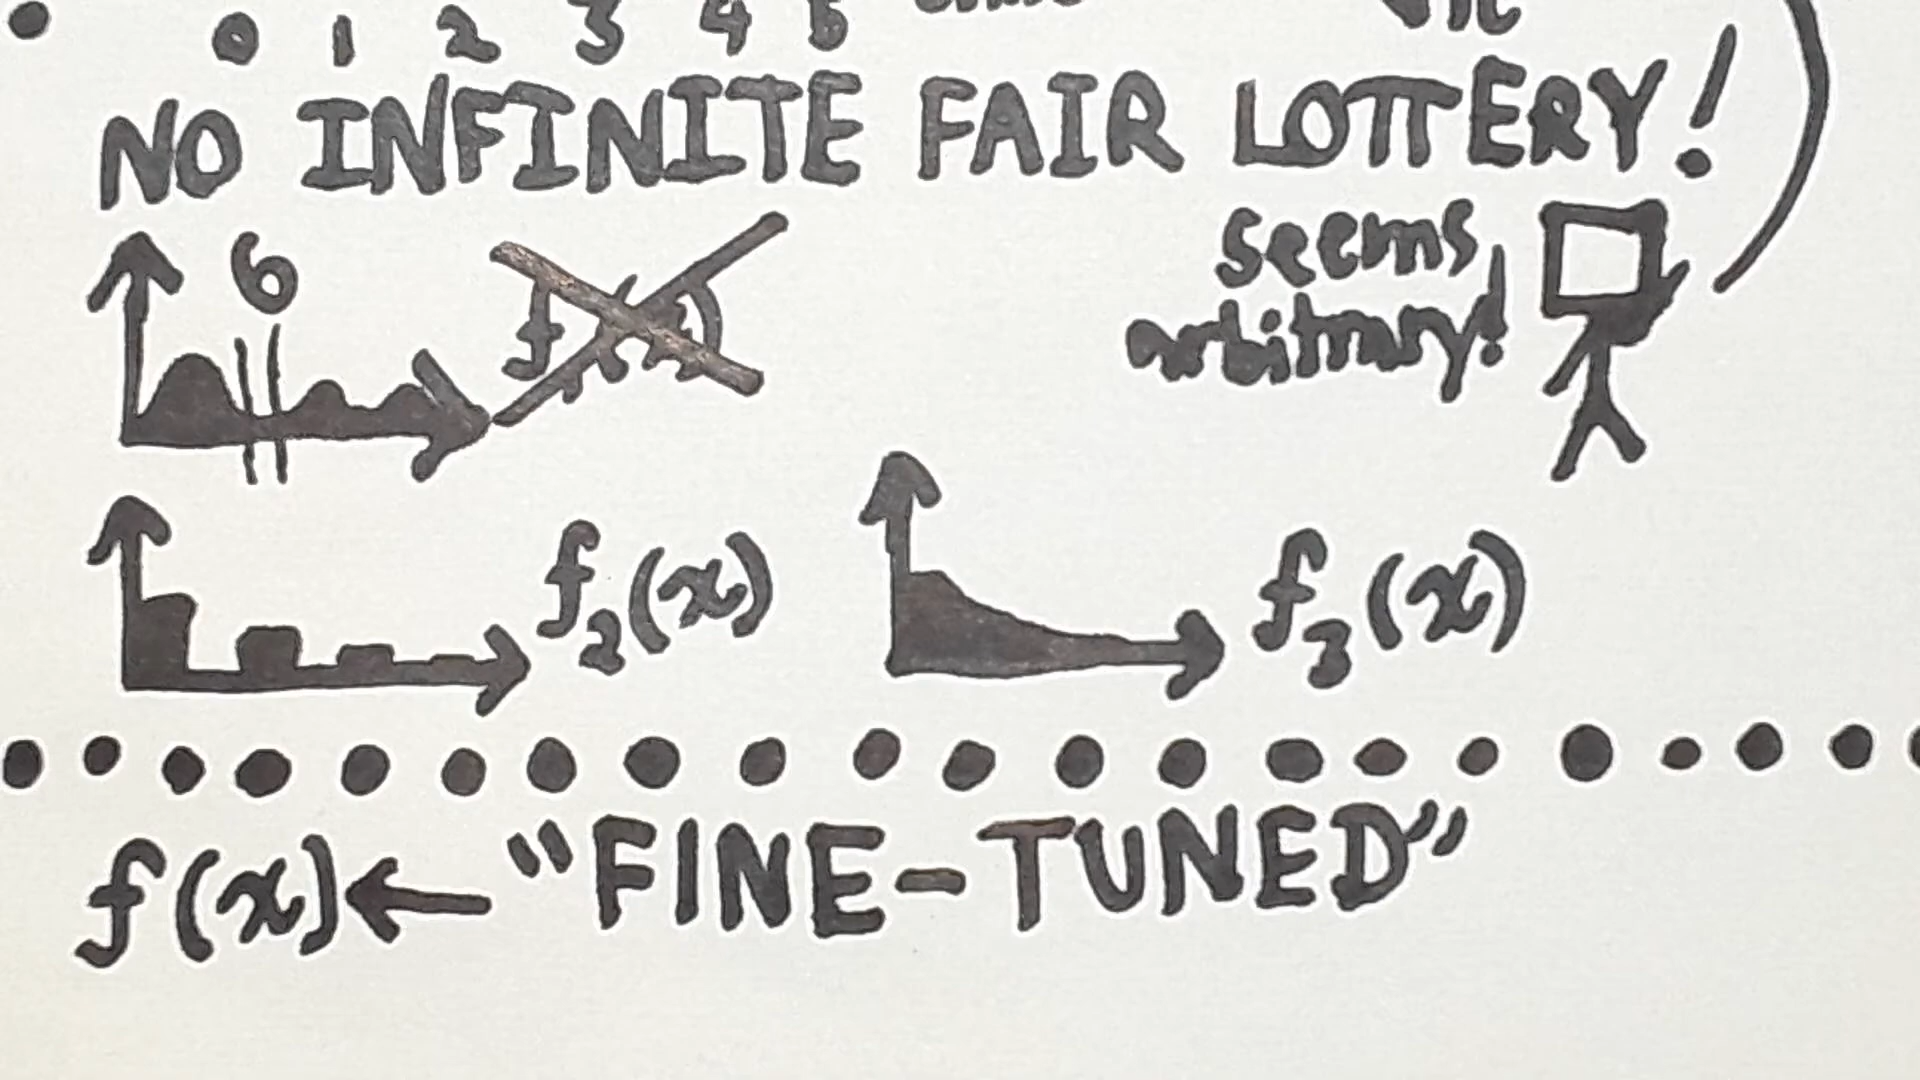 0 1 2 3 4 5
NO INFINITE FAIR LOTTERY!
6
seems
arbitrary!
f₂(x)
f₃(x)
f(x) ← "FINE-TUNED"